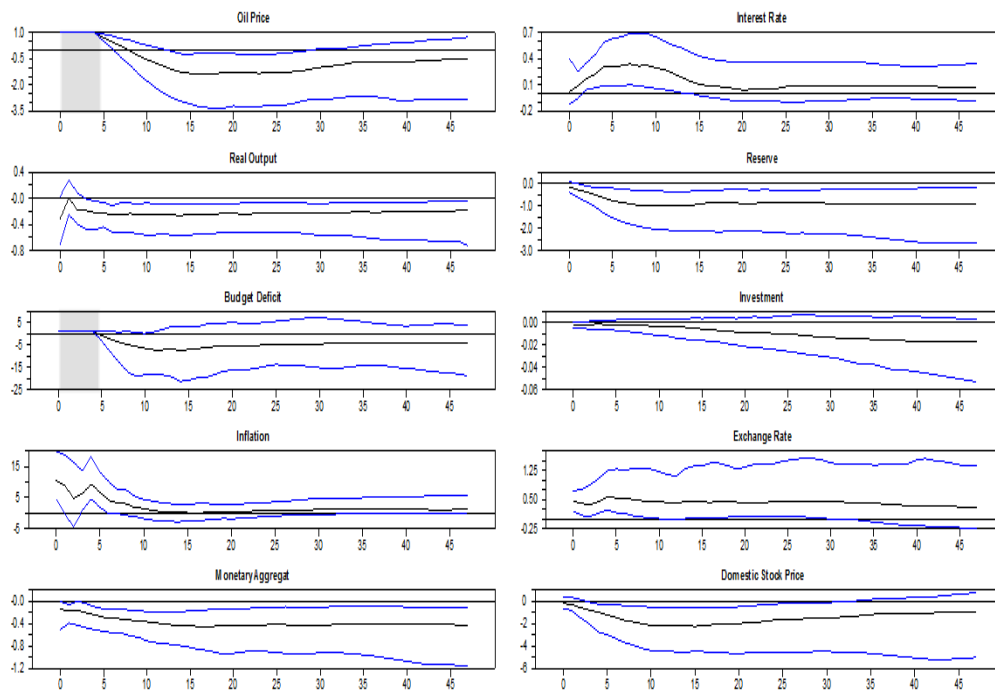 Oil Price
1.0
-0.5
-2.0
-3.5
0 5 10 15 20 25 30 35 40 45
Interest Rate
0.7
0.4
0.1
-0.2
0 5 10 15 20 25 30 35 40 45
Real Output
0.4
-0.0
-0.4
-0.8
0 5 10 15 20 25 30 35 40 45
Reserve
0.0
-1.0
-2.0
-3.0
0 5 10 15 20 25 30 35 40 45
Budget Deficit
5
-5
-15
-25
0 5 10 15 20 25 30 35 40 45
Investment
0.00
-0.02
-0.04
-0.06
0 5 10 15 20 25 30 35 40 45
Inflation
15
5
-5
0 5 10 15 20 25 30 35 40 45
Exchange Rate
1.25
0.50
-0.25
0 5 10 15 20 25 30 35 40 45
Monetary Aggregat
-0.0
-0.4
-0.8
-1.2
0 5 10 15 20 25 30 35 40 45
Domestic Stock Price
0
-2
-4
-6
0 5 10 15 20 25 30 35 40 45